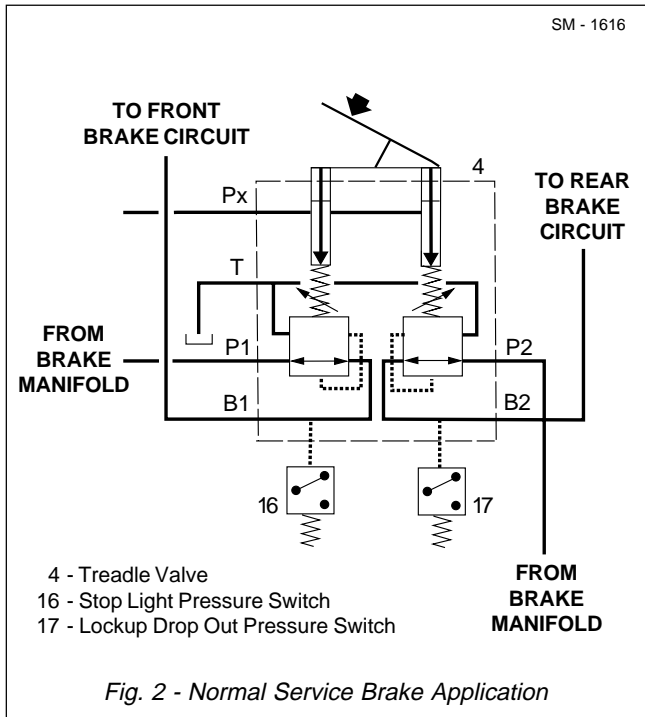 SM - 1616
TO FRONT
BRAKE CIRCUIT
4
TO REAR
BRAKE
CIRCUIT
Px
T
FROM
BRAKE
MANIFOLD
P1
P2
B1
B2
16
17
4 - Treadle Valve
16 - Stop Light Pressure Switch
17 - Lockup Drop Out Pressure Switch
FROM
BRAKE
MANIFOLD
Fig. 2 - Normal Service Brake Application